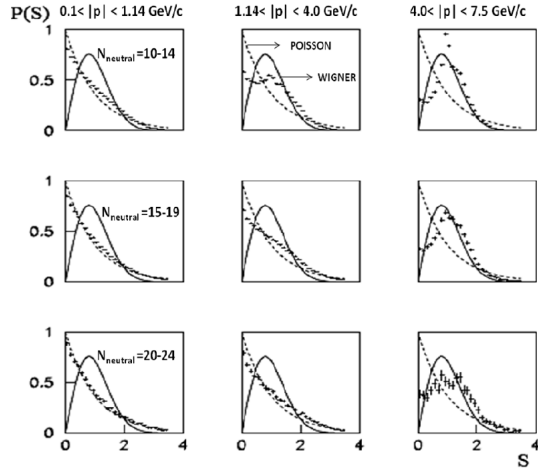 P(S) 0.1< |p| < 1.14 GeV/c 1.14< |p| < 4.0 GeV/c 4.0< |p| < 7.5 GeV/c
1
N_neutral =10-14
POISSON
0.5
WIGNER
0
1
N_neutral =15-19
0.5
0
1
N_neutral =20-24
0.5
0
0 2 4 0 2 4 0 2 4
S